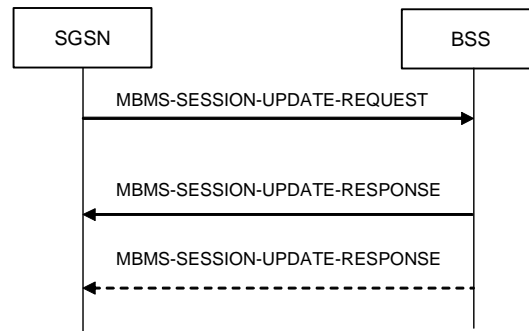 SGSN
BSS
MBMS-SESSION-UPDATE-REQUEST
MBMS-SESSION-UPDATE-RESPONSE
MBMS-SESSION-UPDATE-RESPONSE